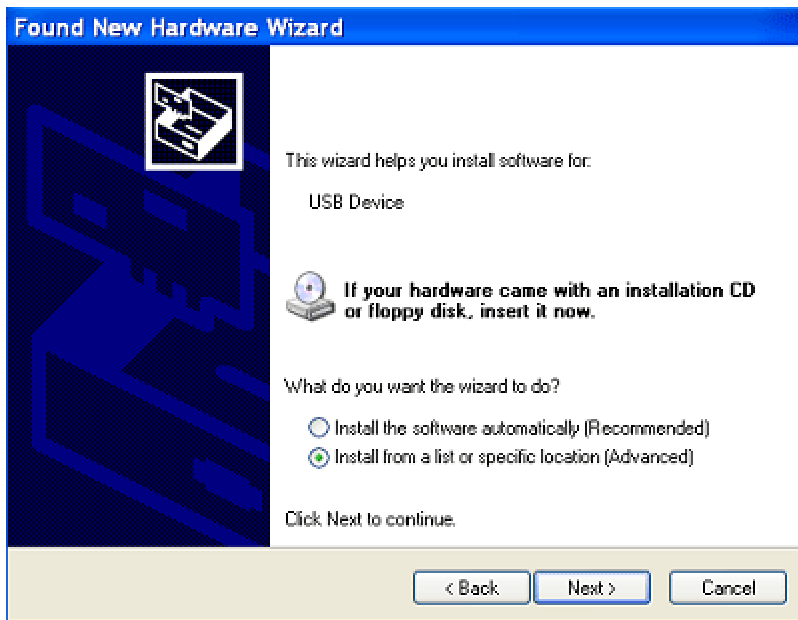 Found New Hardware Wizard
This wizard helps you install software for:
USB Device
If your hardware came with an installation CD
or floppy disk, insert it now.
What do you want the wizard to do?
Install the software automatically (Recommended)
Install from a list or specific location (Advanced)
Click Next to continue.
< Back
Next >
Cancel